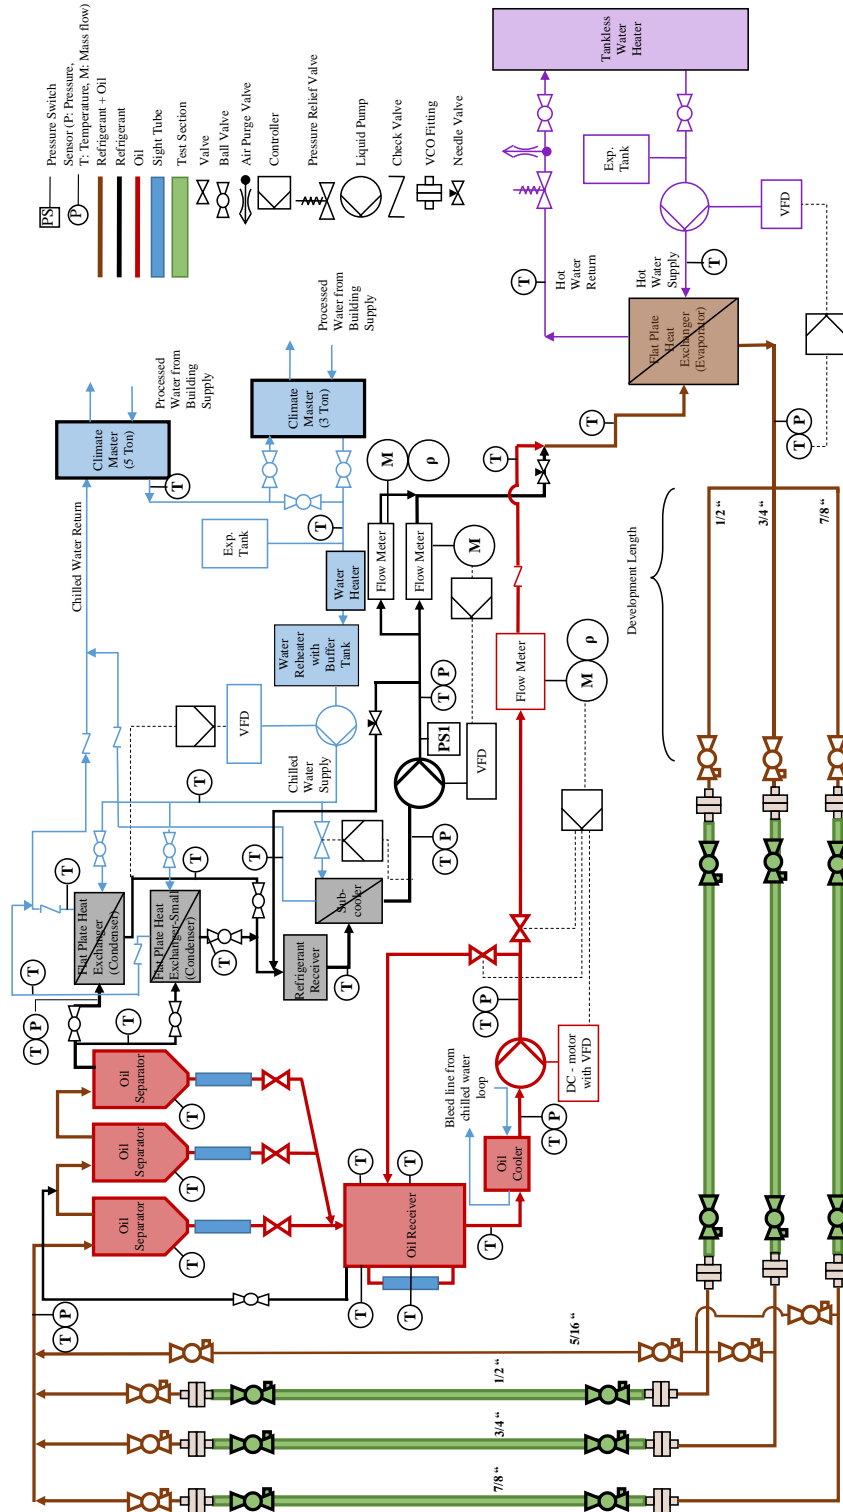 Pressure Switch
Sensor (P: Pressure,
T: Temperature, M: Mass flow)
Refrigerant + Oil
Refrigerant
Oil
Sight Tube
Test Section
Valve
Ball Valve
Air Purge Valve
Controller
Pressure Relief Valve
Liquid Pump
Check Valve
VCO Fitting
Needle Valve
PS
P
Tankless
Water
Heater
Exp.
Tank
VFD
T
Hot
Water
Return
Hot
Water
Supply
T
Flat Plate
Heat
Exchanger
(Evaporator)
T
P
T
T
Processed
Water from
Building
Supply
Processed
Water from
Building
Supply
Climate
Master
(5 Ton)
Climate
Master
(3 Ton)
T
T
Exp.
Tank
Water
Heater
Water
Reheater
with Buffer
Tank
Chilled Water Return
VFD
Chilled
Water
Supply
M
ρ
Flow Meter
Flow Meter
M
T
P
PS1
VFD
T
P
T
T
T
T
T
Flat Plate Heat
Exchanger
(Condenser)
Flat Plate Heat
Exchanger-Small
(Condenser)
T
T
P
T
T
Refrigerant
Receiver
T
Sub-
cooler
T
Flow Meter
M
ρ
T
P
DC - motor
with VFD
Bleed line from
chilled water
loop
T
P
Oil
Cooler
T
Oil
Separator
Oil
Separator
Oil
Separator
T
T
T
Oil Receiver
T
T
T
T
T
P
Development Length
1/2 “
3/4 “
7/8 “
5/16 “
1/2 “
3/4 “
7/8 “